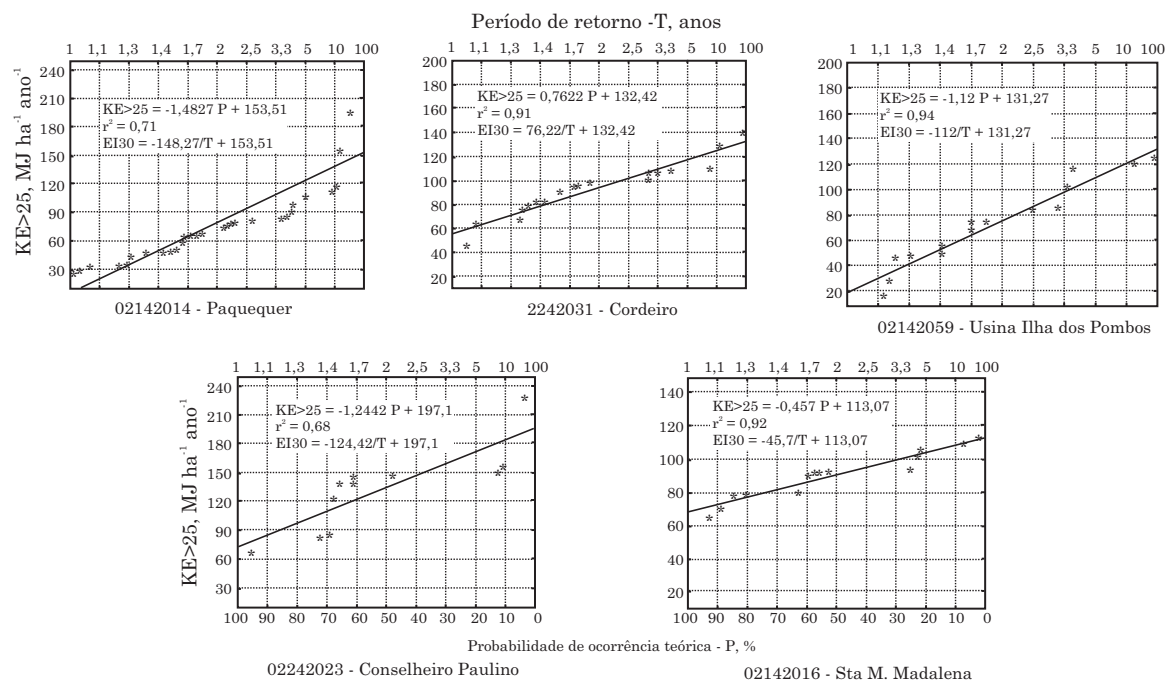 Período de retorno -T, anos
1 1,1 1,3 1,4 1,7 2 2,5 3,3 5 10 100
1 1,1 1,3 1,4 1,7 2 2,5 3,3 5 10 100
1 1,1 1,3 1,4 1,7 2 2,5 3,3 5 10 100
KE>25, MJ ha⁻¹ ano⁻¹
240
210
180
150
120
90
60
30
KE>25 = -1,4827 P + 153,51
r² = 0,71
EI30 = -148,27/T + 153,51
02142014 - Paquequer
200
180
160
140
120
100
80
60
40
20
KE>25 = 0,7622 P + 132,42
r² = 0,91
EI30 = 76,22/T + 132,42
2242031 - Cordeiro
200
180
160
140
120
100
80
60
40
20
KE>25 = -1,12 P + 131,27
r² = 0,94
EI30 = -112/T + 131,27
02142059 - Usina Ilha dos Pombos
1 1,1 1,3 1,4 1,7 2 2,5 3,3 5 10 100
KE>25, MJ ha⁻¹ ano⁻¹
240
210
180
150
120
90
60
30
KE>25 = -1,2442 P + 197,1
r² = 0,68
EI30 = -124,42/T + 197,1
100 90 80 70 60 50 40 30 20 10 0
1 1,1 1,3 1,4 1,7 2 2,5 3,3 5 10 100
140
120
100
80
60
40
20
KE>25 = -0,457 P + 113,07
r² = 0,92
EI30 = -45,7/T + 113,07
100 90 80 70 60 50 40 30 20 10 0
Probabilidade de ocorrência teórica - P, %
02242023 - Conselheiro Paulino
02142016 - Sta M. Madalena